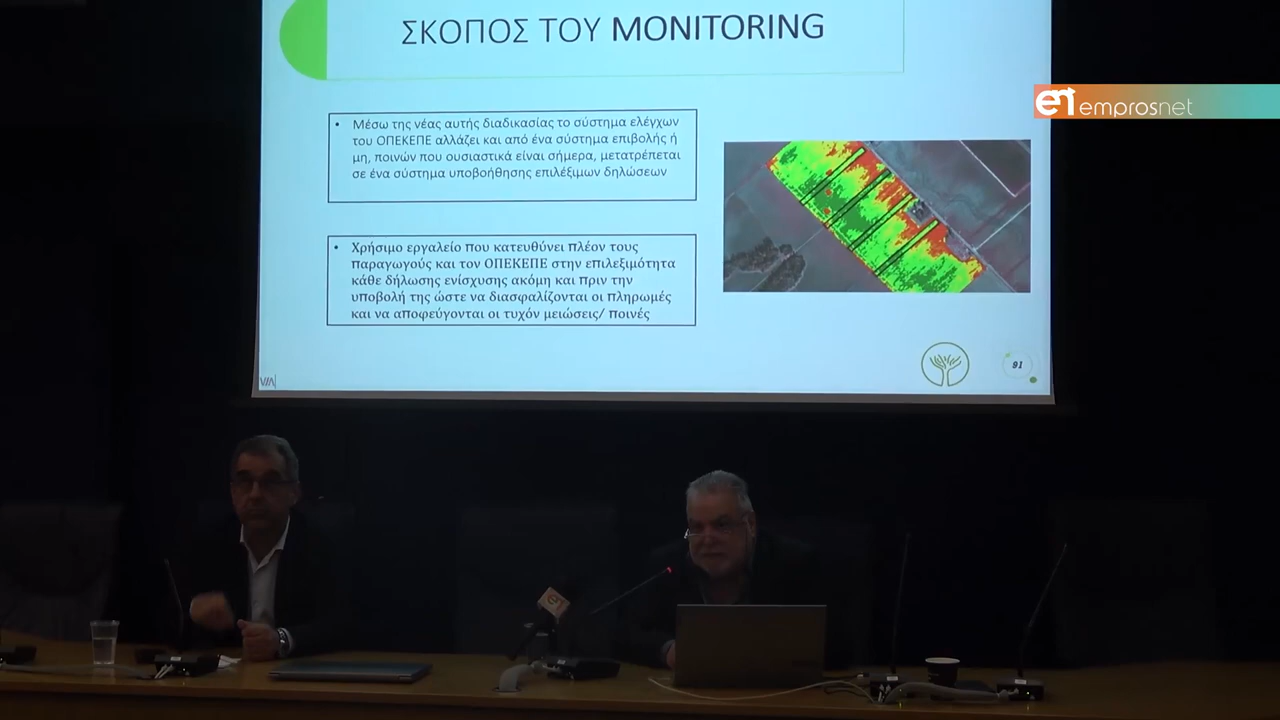 ΣΚΟΠΟΣ ΤΟΥ MONITORING
en emprosnet
• Μέσω της νέας αυτής διαδικασίας το σύστημα ελέγχων
του ΟΠΕΚΕΠΕ αλλάζει και από ένα σύστημα επιβολής ή
μη, ποινών που ουσιαστικά είναι σήμερα, μετατρέπεται
σε ένα σύστημα υποβοήθησης επιλέξιμων δηλώσεων
• Χρήσιμο εργαλείο που κατευθύνει πλέον τους
παραγωγούς και τον ΟΠΕΚΕΠΕ στην επιλεξιμότητα
κάθε δήλωσης ενίσχυσης ακόμη και πριν την
υποβολή της ώστε να διασφαλίζονται οι πληρωμές
και να αποφεύγονται οι τυχόν μειώσεις/ ποινές
91